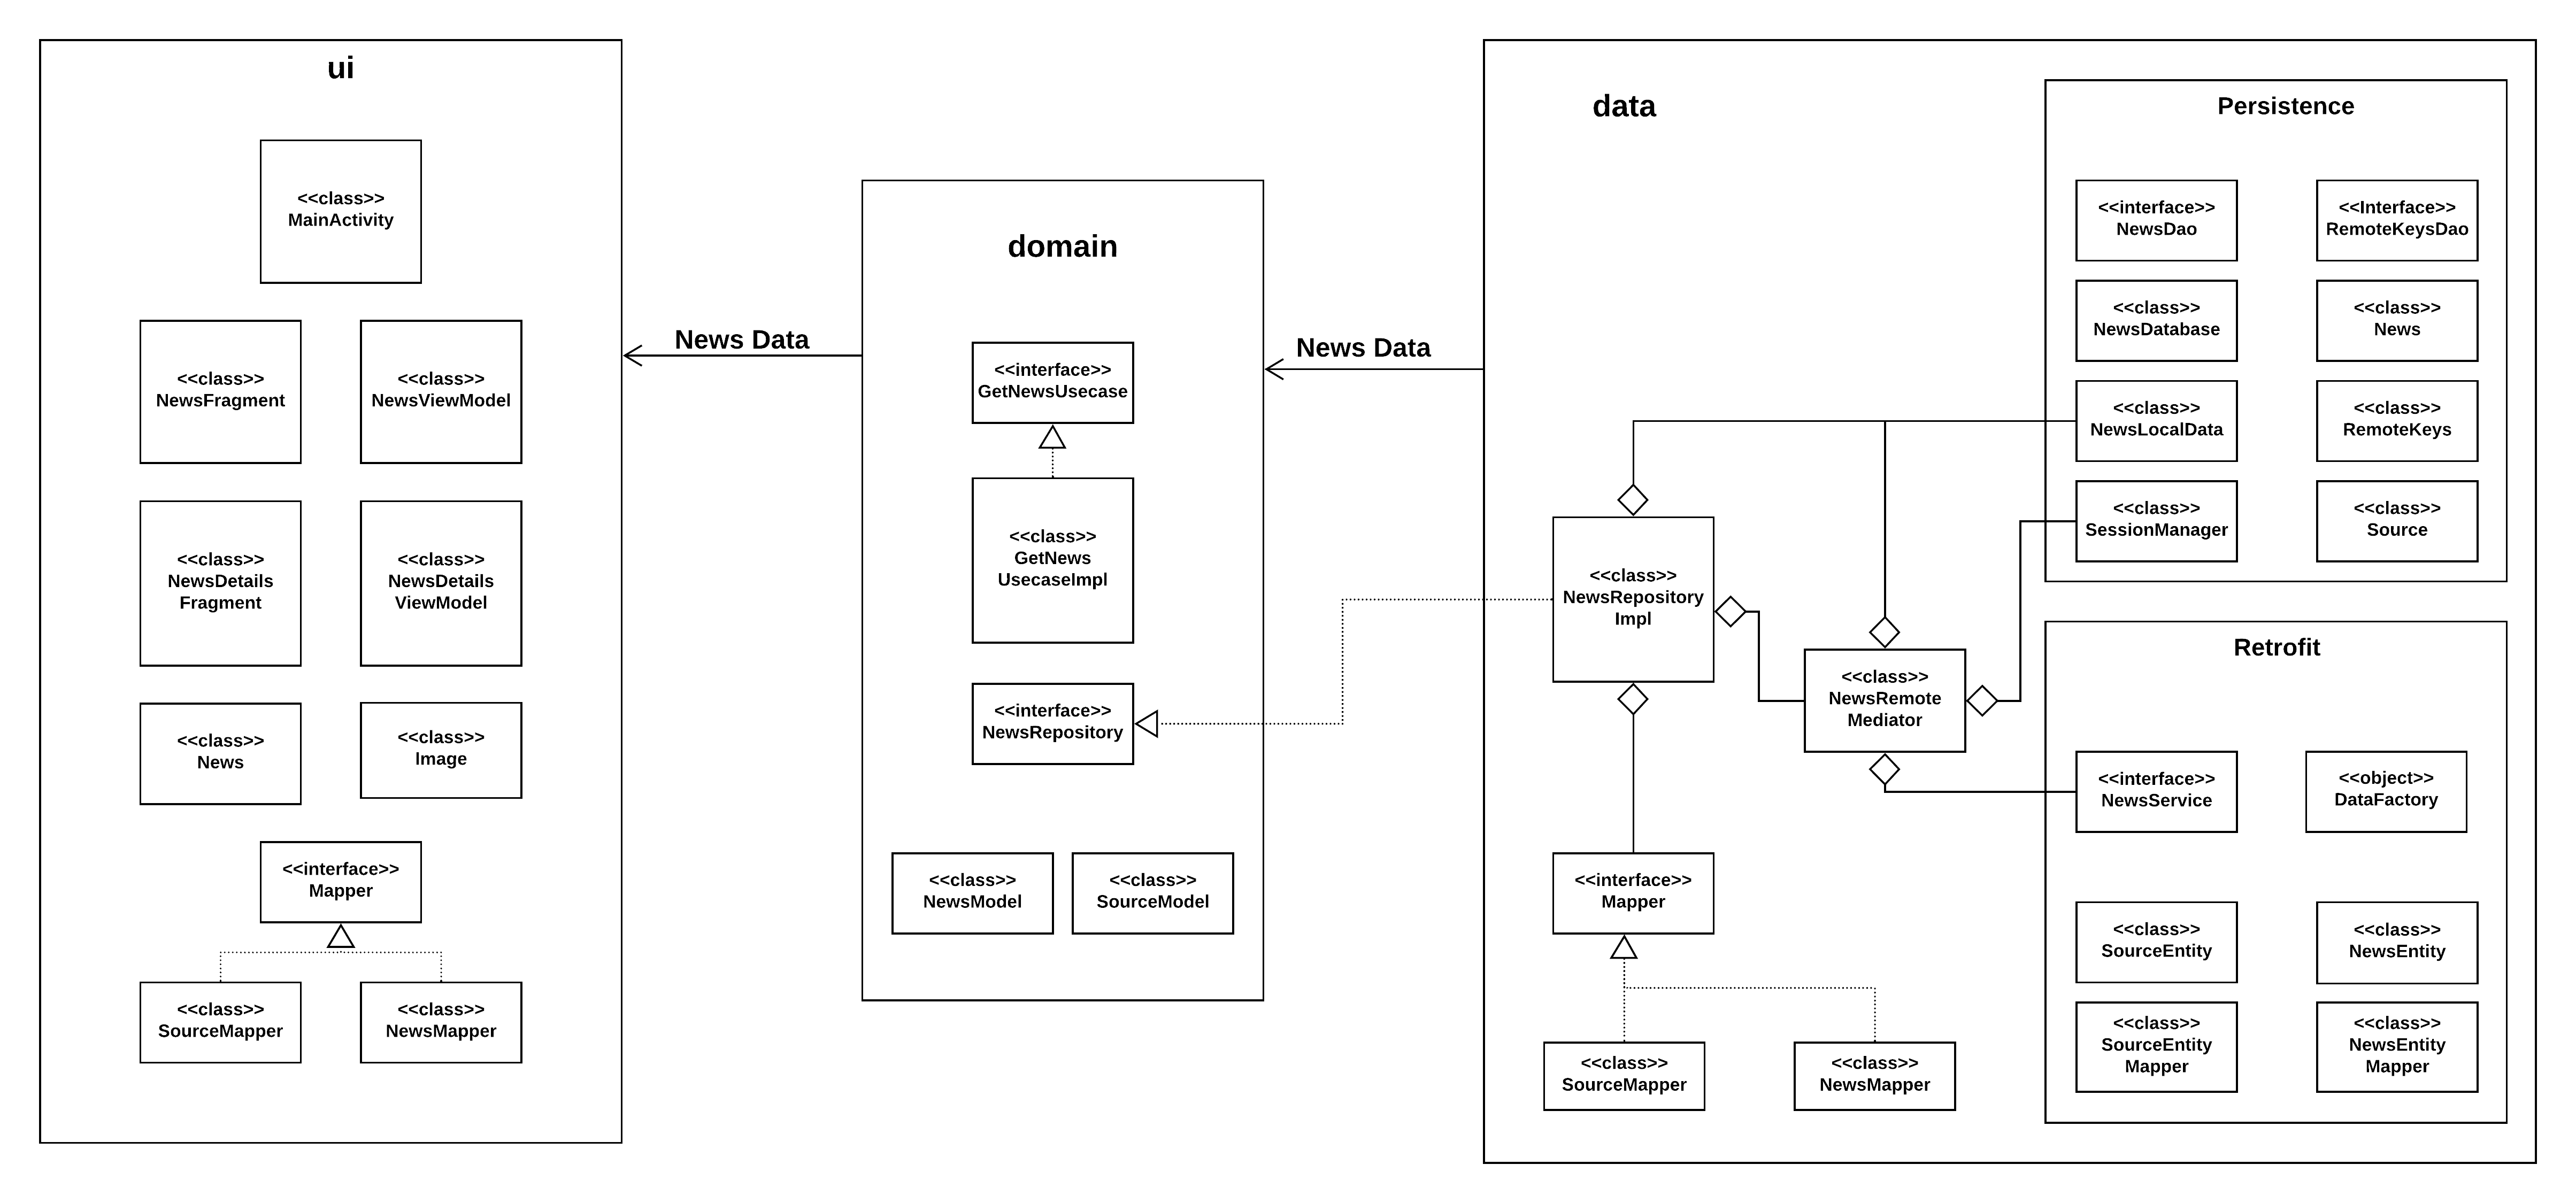 ui
<<class>>
MainActivity
<<class>>
NewsFragment
<<class>>
NewsViewModel
<<class>>
NewsDetails
Fragment
<<class>>
NewsDetails
ViewModel
<<class>>
News
<<class>>
Image
<<interface>>
Mapper
<<class>>
SourceMapper
<<class>>
NewsMapper
News Data
domain
<<interface>>
GetNewsUsecase
<<class>>
GetNews
UsecaseImpl
<<interface>>
NewsRepository
<<class>>
NewsModel
<<class>>
SourceModel
News Data
data
<<class>>
NewsRepository
Impl
<<class>>
NewsRemote
Mediator
<<interface>>
Mapper
<<class>>
SourceMapper
<<class>>
NewsMapper
Persistence
<<interface>>
NewsDao
<<Interface>>
RemoteKeysDao
<<class>>
NewsDatabase
<<class>>
News
<<class>>
NewsLocalData
<<class>>
RemoteKeys
<<class>>
SessionManager
<<class>>
Source
Retrofit
<<interface>>
NewsService
<<object>>
DataFactory
<<class>>
SourceEntity
<<class>>
NewsEntity
<<class>>
SourceEntity
Mapper
<<class>>
NewsEntity
Mapper